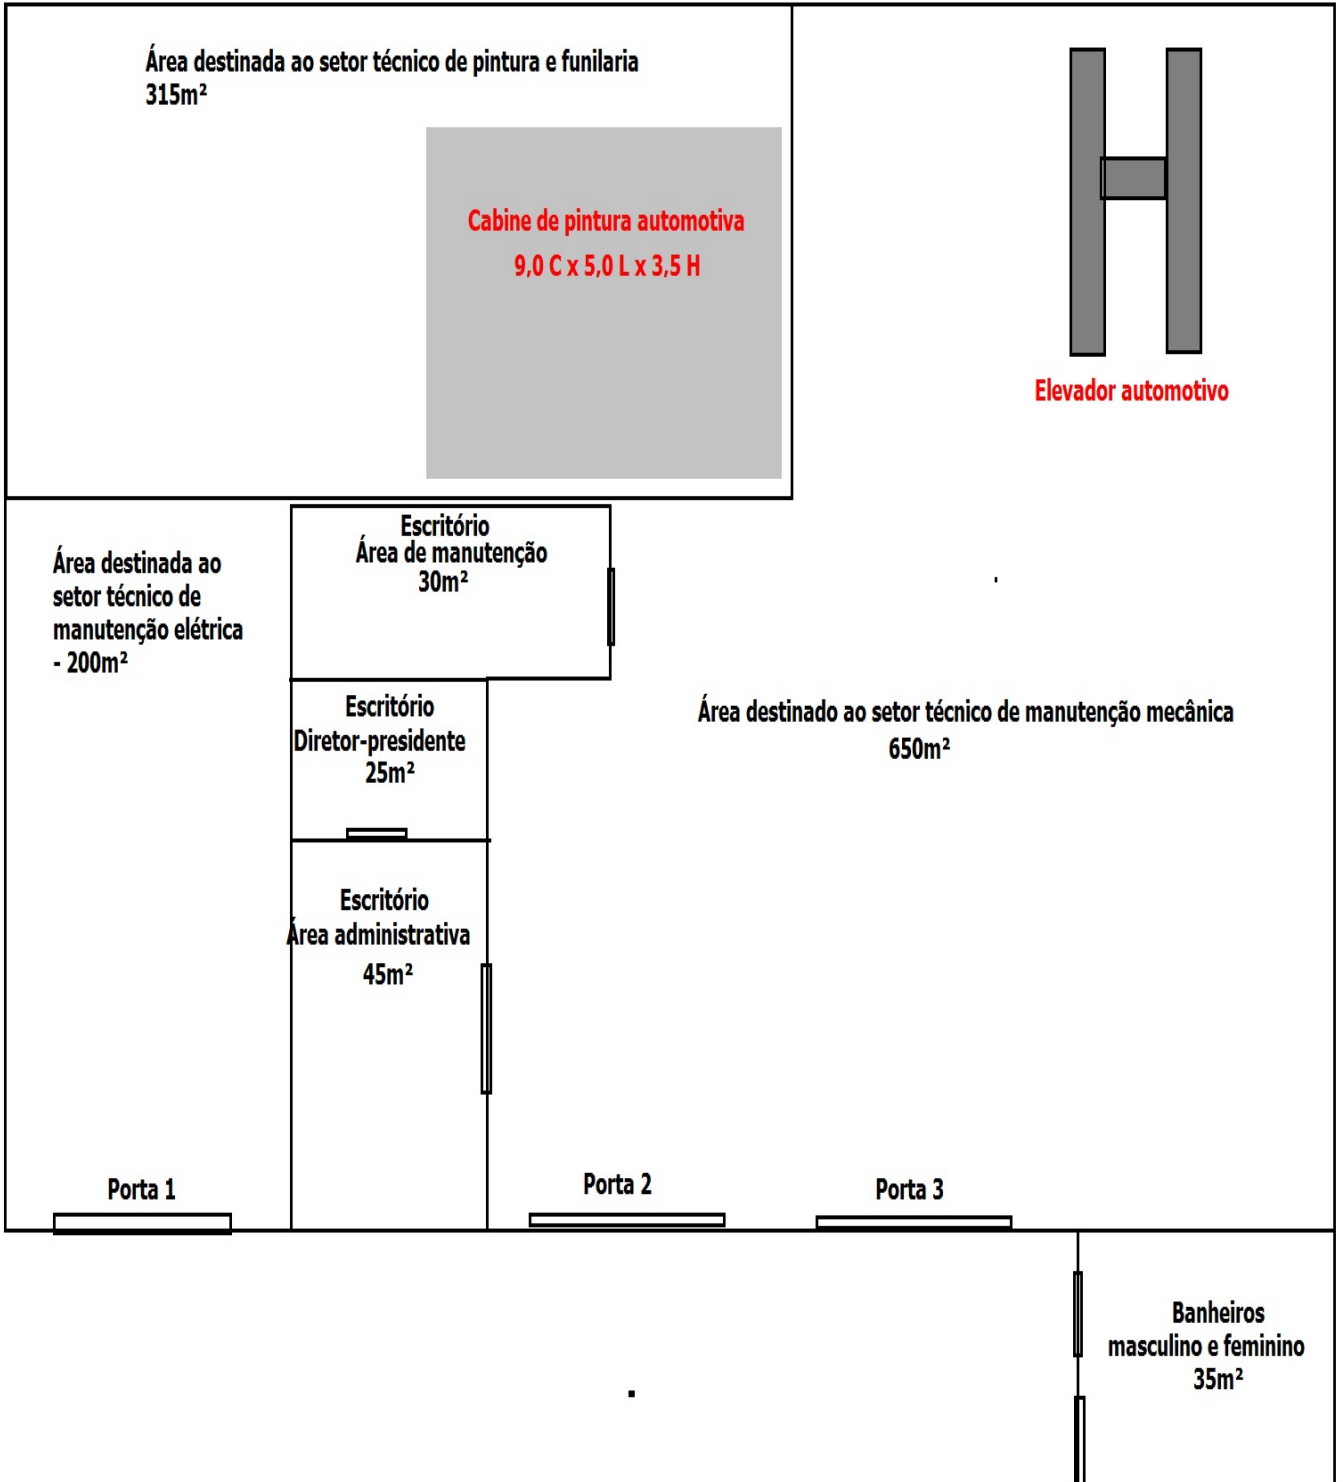 Área destinada ao setor técnico de pintura e funilaria
315m²
Cabine de pintura automotiva
9,0 C x 5,0 L x 3,5 H
Elevador automotivo
Área destinada ao
setor técnico de
manutenção elétrica
- 200m²
Escritório
Área de manutenção
30m²
Escritório
Diretor-presidente
25m²
Área destinado ao setor técnico de manutenção mecânica
650m²
Escritório
Área administrativa
45m²
Porta 1
Porta 2
Porta 3
Banheiros
masculino e feminino
35m²